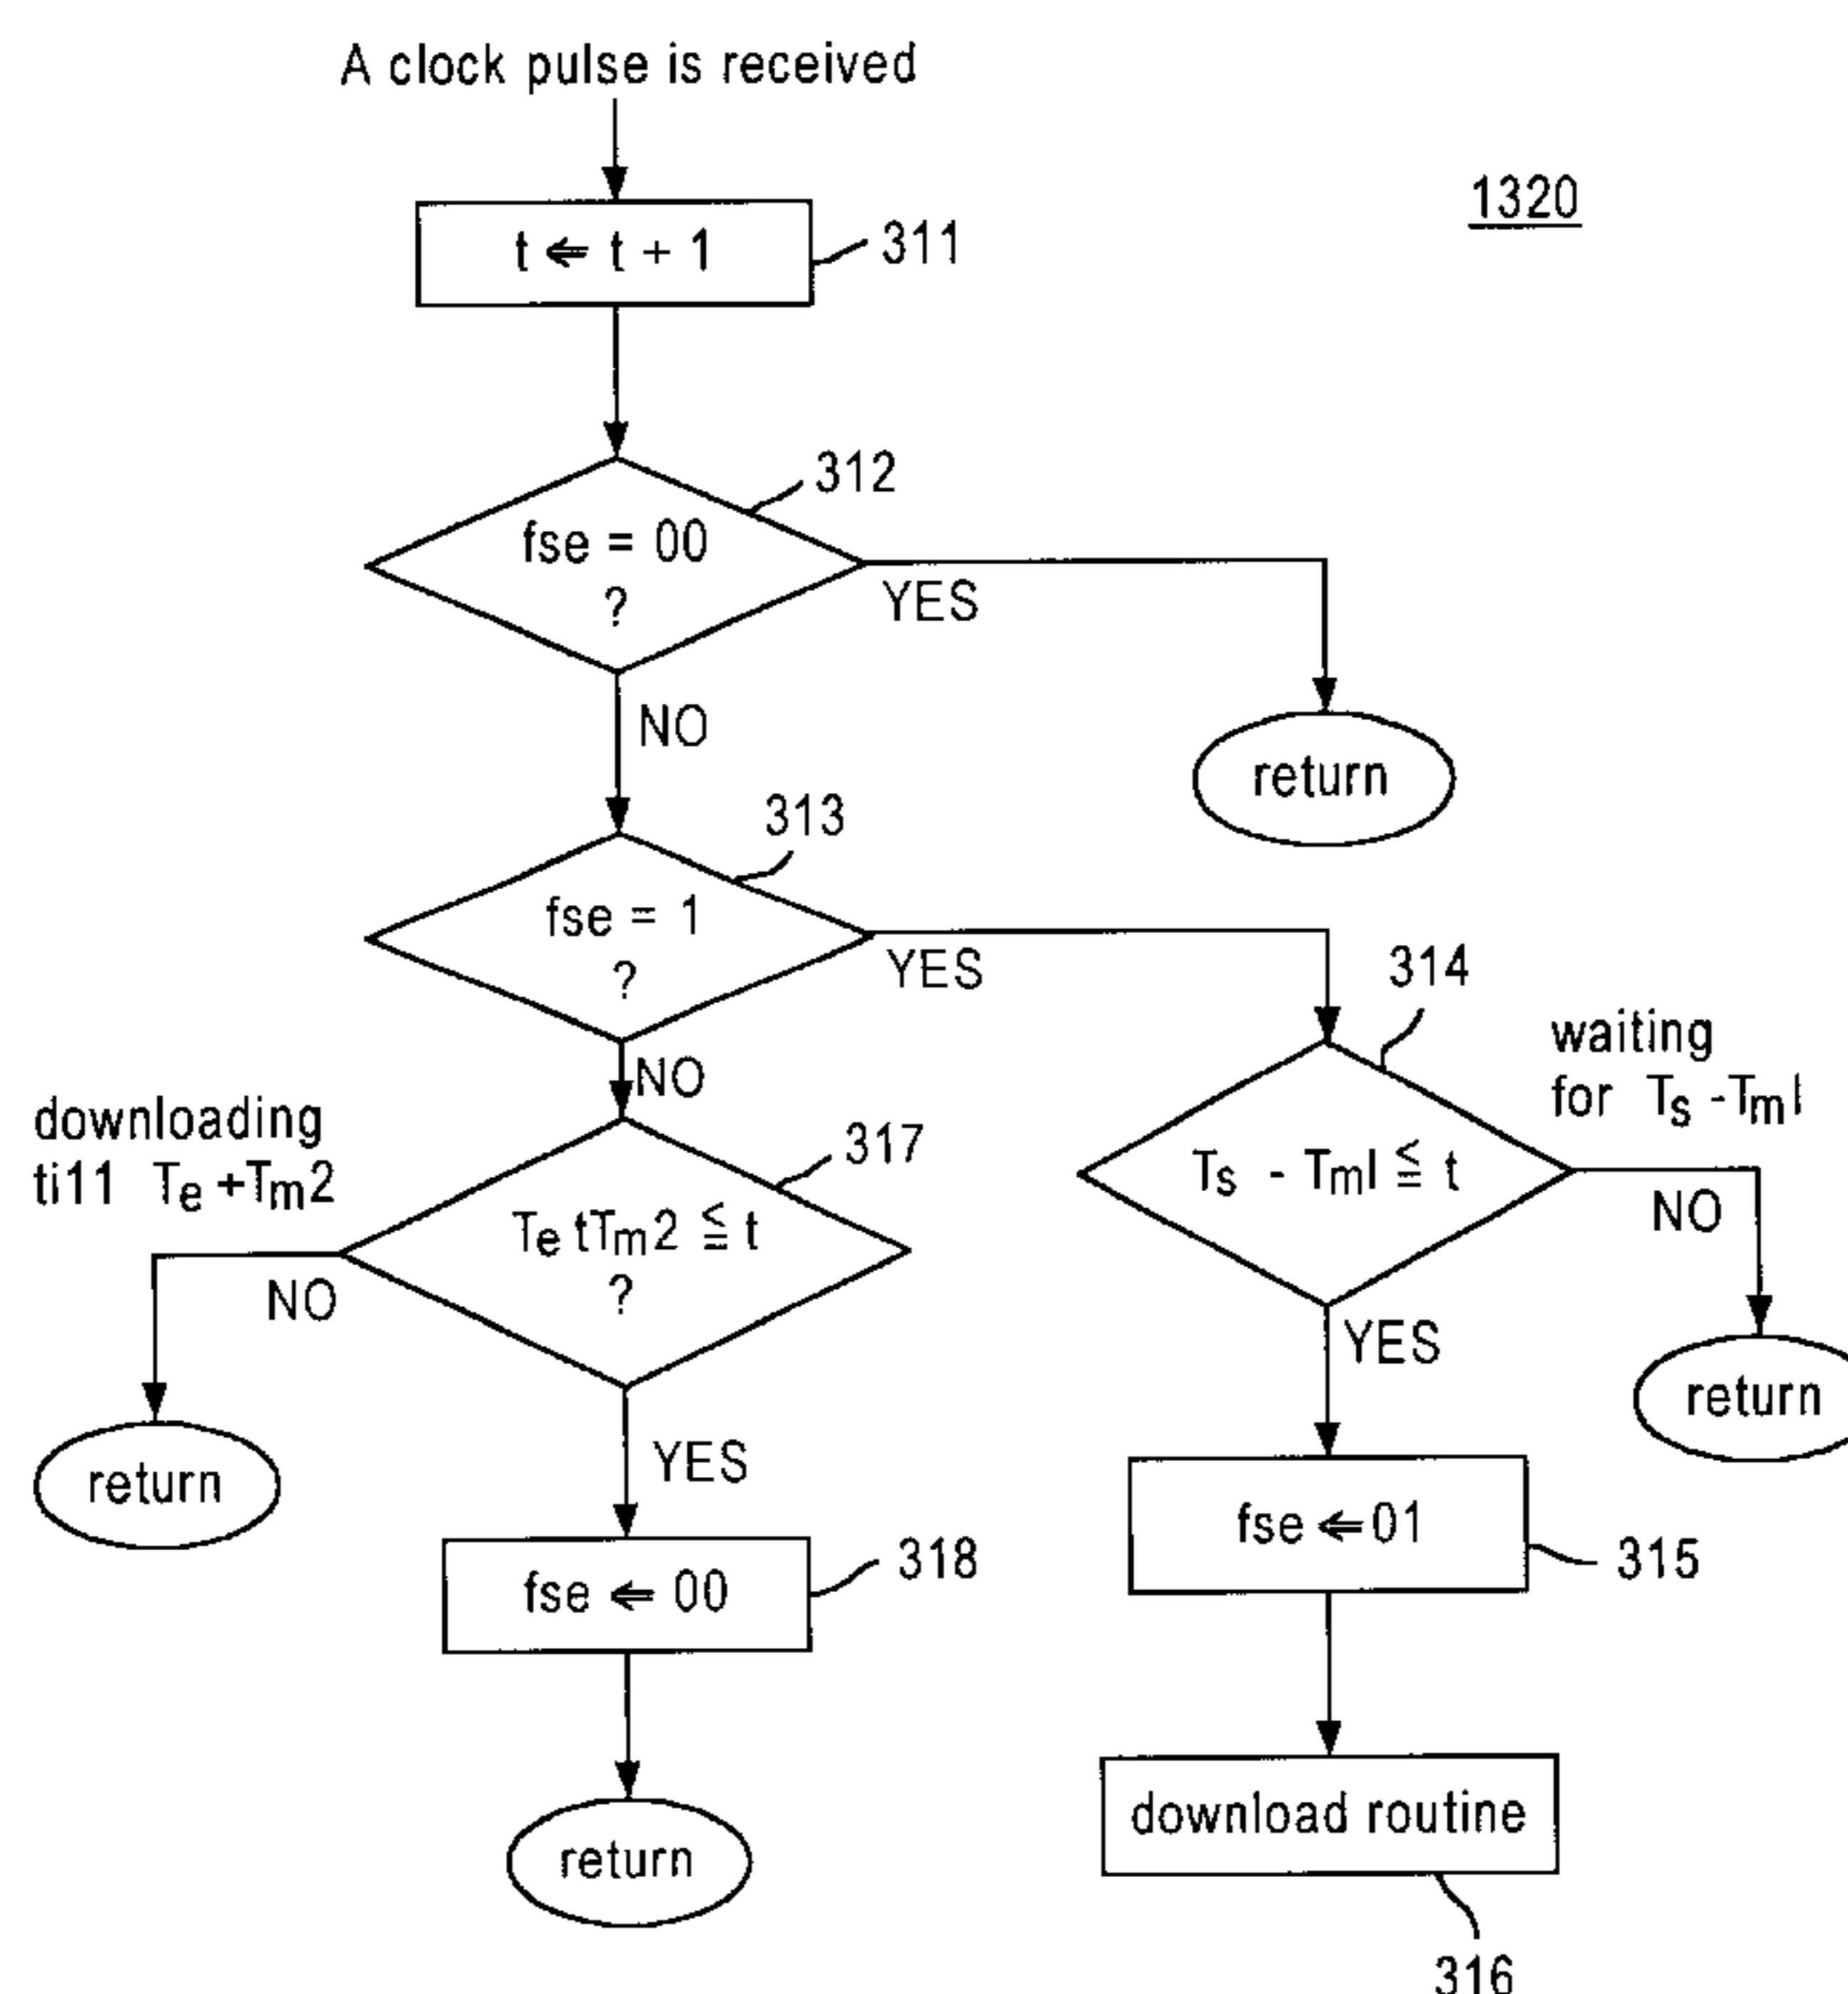 A clock pulse is received
1320
t ⇐ t + 1
311
312
fse = 00
?
YES
NO
return
313
fse = 1
?
YES
NO
314
waiting
for Ts -Tml
Ts - Tml ≦ t
NO
YES
return
downloading
ti11 Te +Tm2
317
Te tTm2 ≦ t
?
NO
YES
return
fse ⇐ 01
315
fse ⇐ 00
318
return
download routine
316